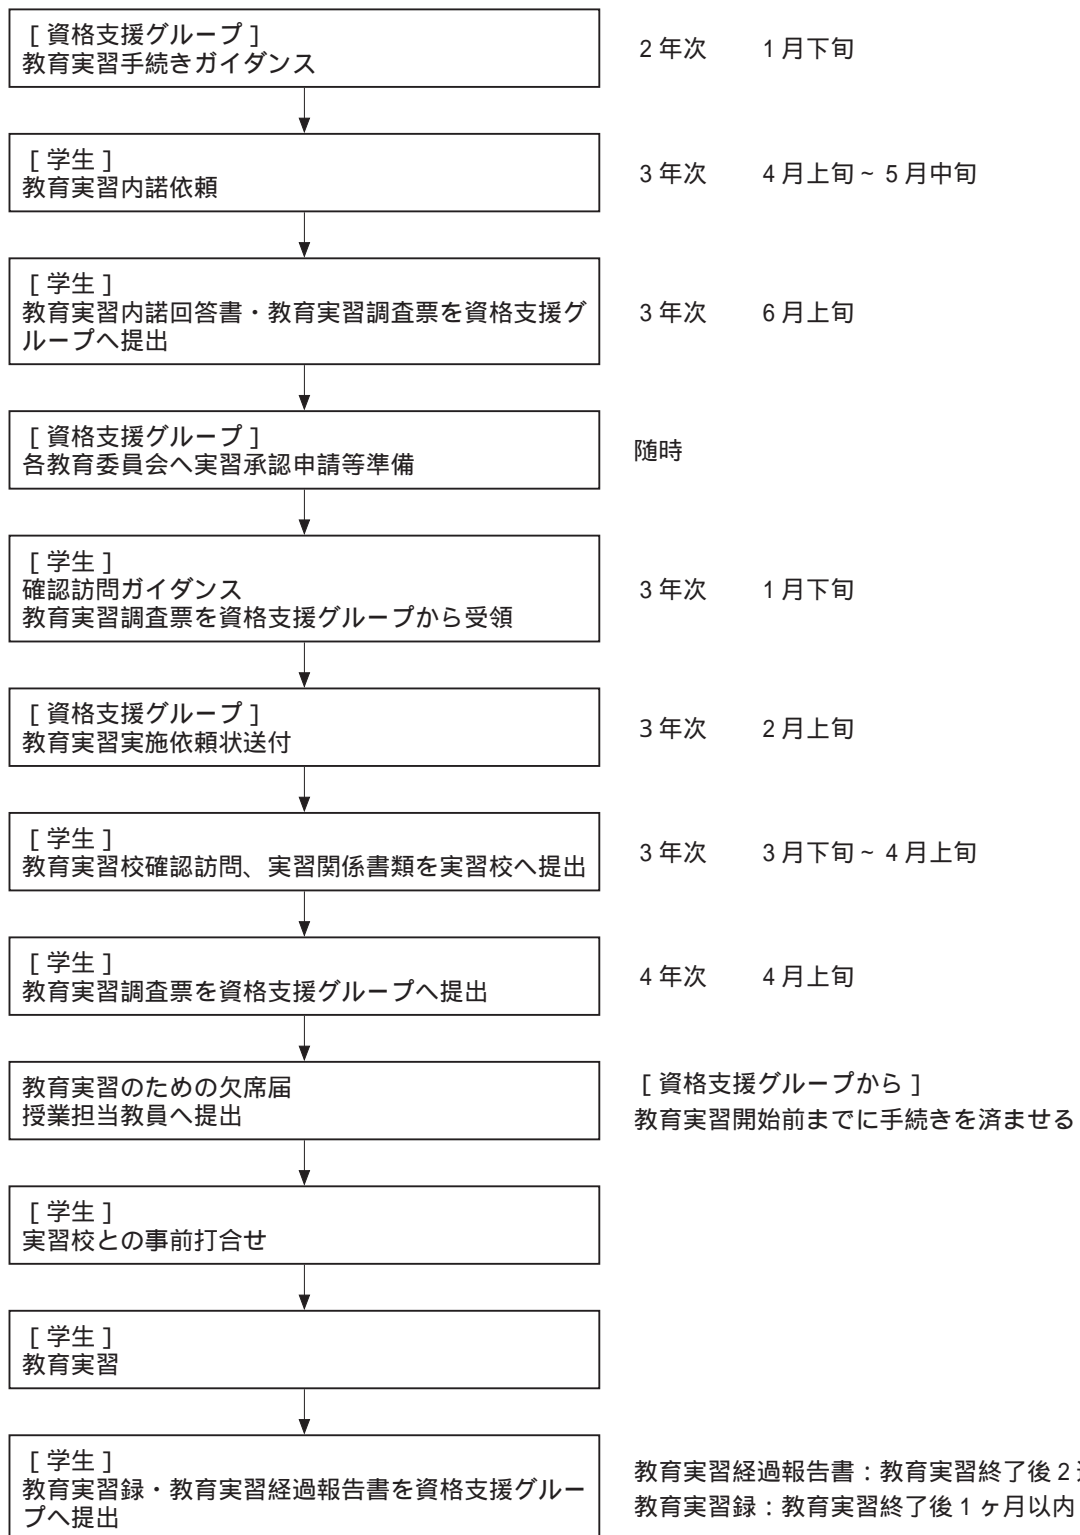 [ 資格支援グループ ]
教育実習手続きガイダンス
2 年次 1 月下旬
[ 学生 ]
教育実習内諾依頼
3 年次 4 月上旬 ~ 5 月中旬
[ 学生 ]
教育実習内諾回答書・教育実習調査票を資格支援グ
ループへ提出
3 年次 6 月上旬
[ 資格支援グループ ]
各教育委員会へ実習承認申請等準備
随時
[ 学生 ]
確認訪問ガイダンス
教育実習調査票を資格支援グループから受領
3 年次 1 月下旬
[ 資格支援グループ ]
教育実習実施依頼状送付
3 年次 2 月上旬
[ 学生 ]
教育実習校確認訪問、実習関係書類を実習校へ提出
3 年次 3 月下旬 ~ 4 月上旬
[ 学生 ]
教育実習調査票を資格支援グループへ提出
4 年次 4 月上旬
教育実習のための欠席届
授業担当教員へ提出
[ 資格支援グループから ]
教育実習開始前までに手続きを済ませる
[ 学生 ]
実習校との事前打合せ
[ 学生 ]
教育実習
[ 学生 ]
教育実習録・教育実習経過報告書を資格支援グルー
プへ提出
教育実習経過報告書 : 教育実習終了後 2
教育実習録 : 教育実習終了後 1 ヶ月以内